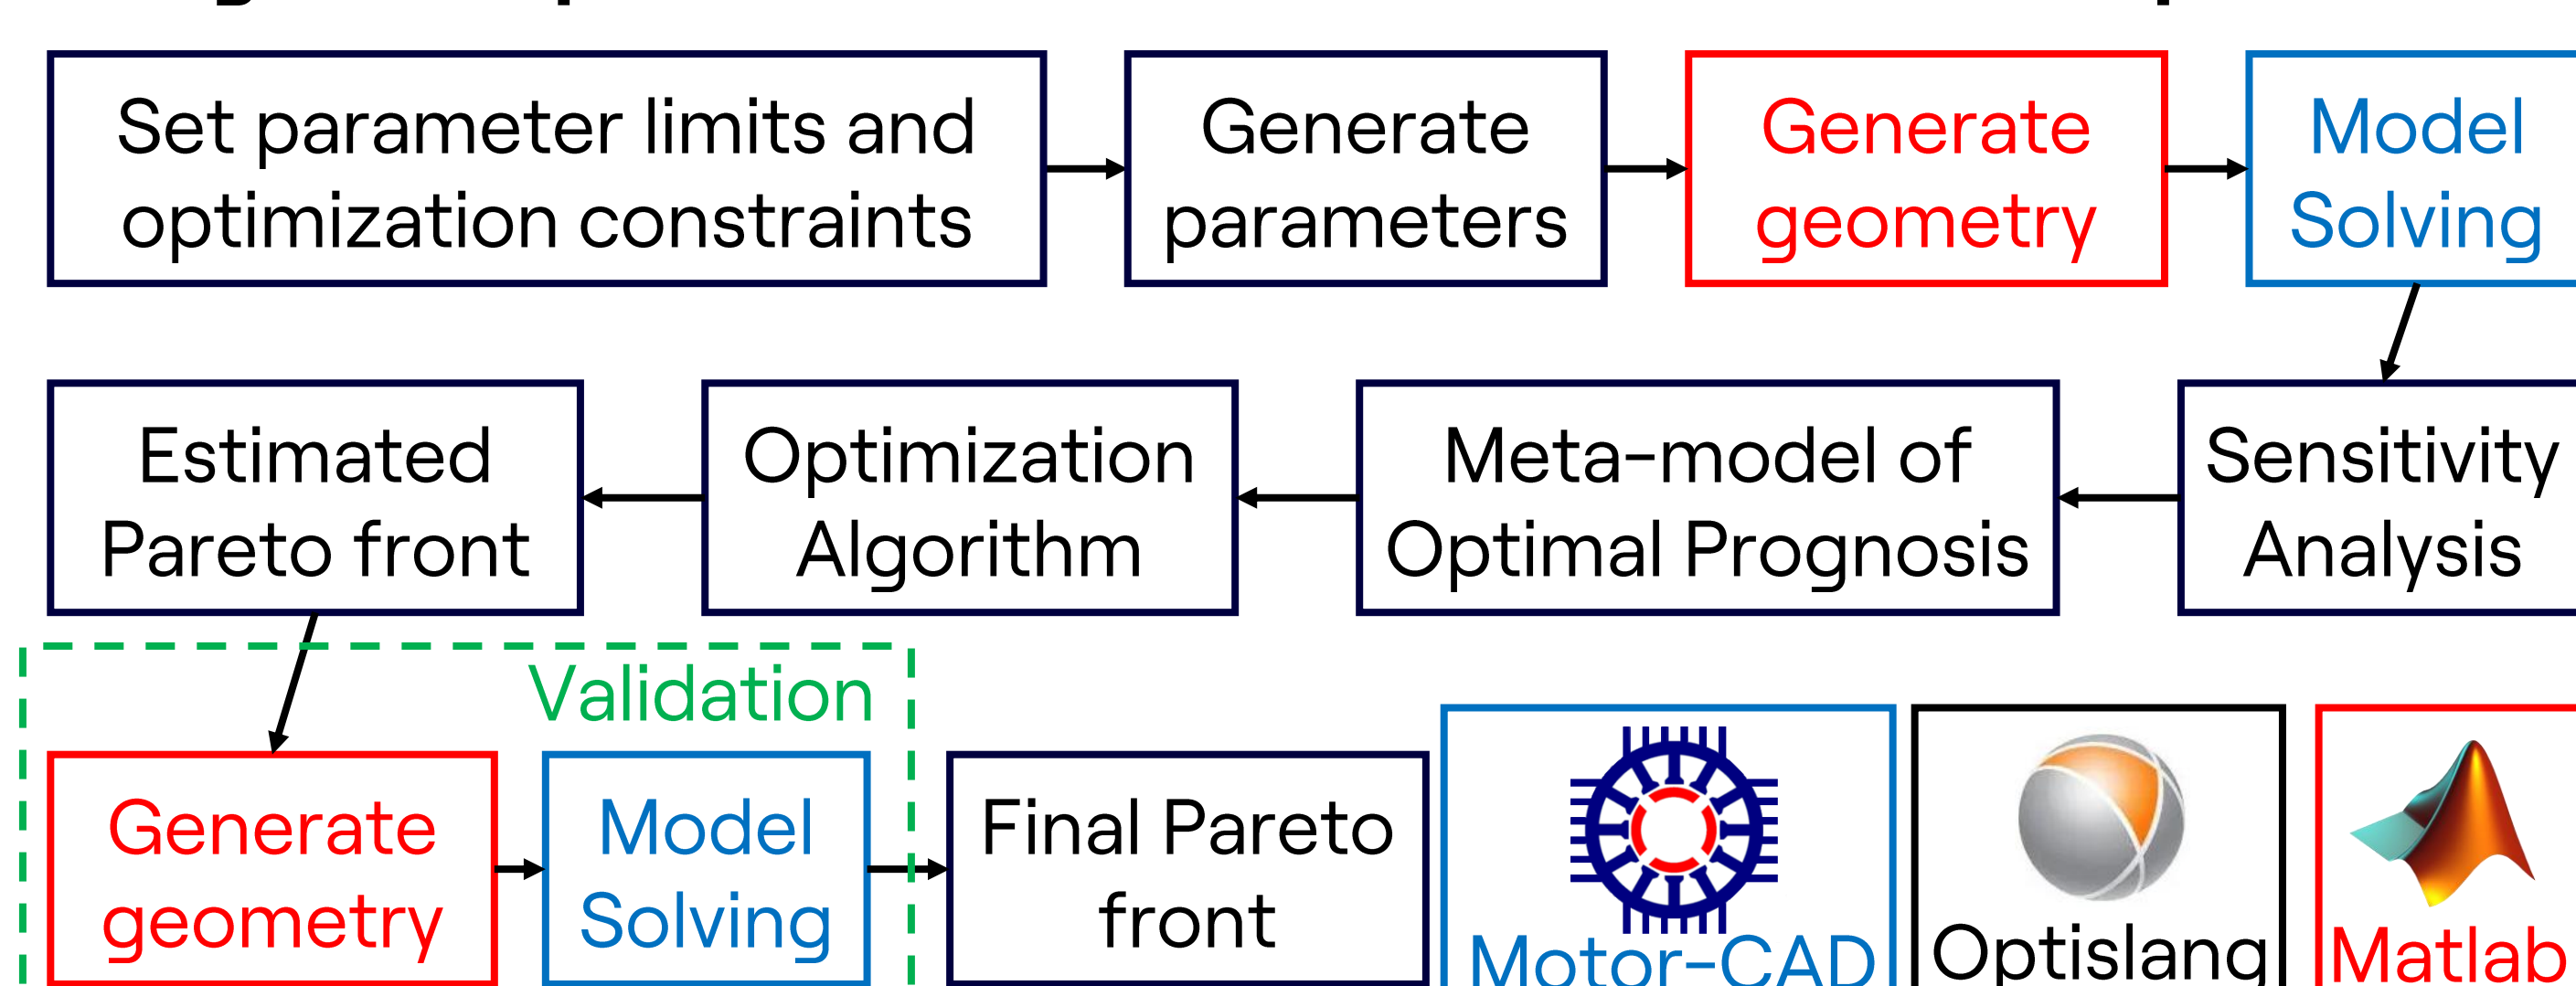 Set parameter limits and
optimization constraints
Generate
parameters
Generate
geometry
Model
Solving
Estimated
Pareto front
Optimization
Algorithm
Meta-model of
Optimal Prognosis
Sensitivity
Analysis
Validation
Generate
geometry
Model
Solving
Final Pareto
front
Motor-CAD
Optislang
Matlab